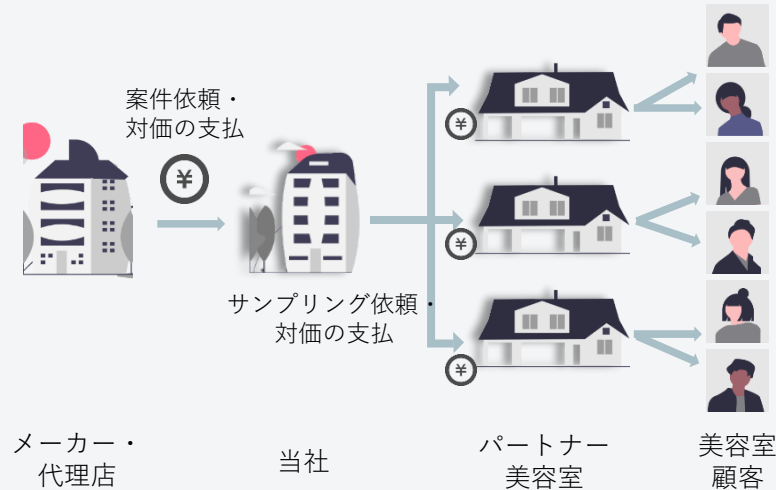 案件依頼・
対価の支払
¥
¥
¥
¥
サンプリング依頼・
対価の支払
メーカー・
代理店
当社
パートナー
美容室
美容室
顧客